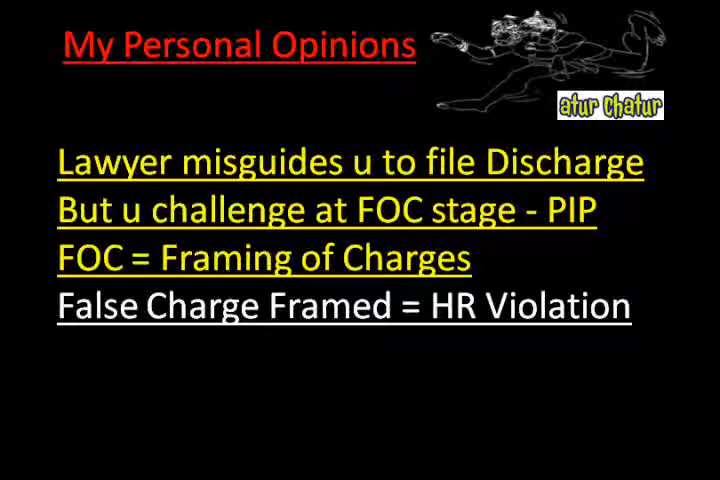 My Personal Opinions
atur chatur
Lawyer misguides u to file Discharge
But u challenge at FOC stage - PIP
FOC = Framing of Charges
False Charge Framed = HR Violation